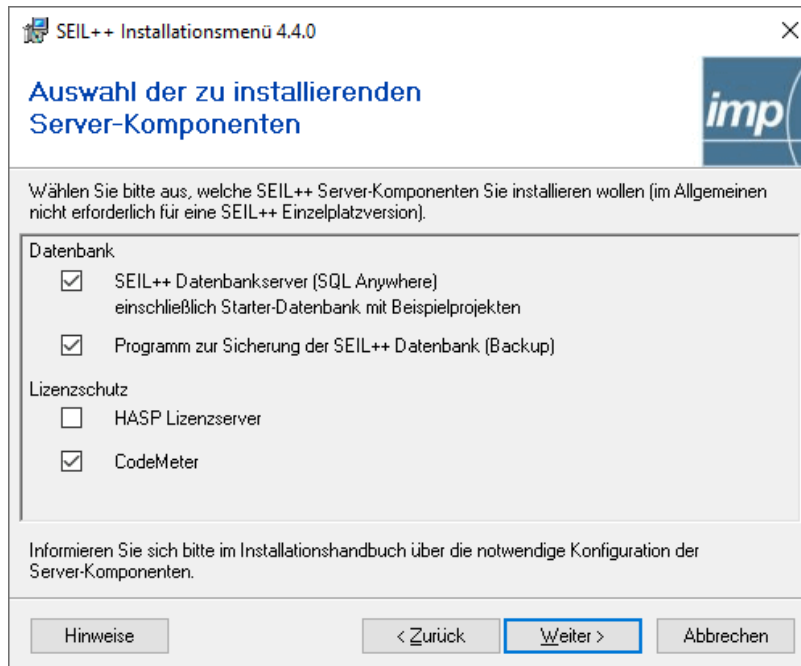 SEIL++ Installationsmenü 4.4.0
Auswahl der zu installierenden
Server-Komponenten
imp
Wählen Sie bitte aus, welche SEIL++ Server-Komponenten Sie installieren wollen (im Allgemeinen
nicht erforderlich für eine SEIL++ Einzelplatzversion).
Datenbank
SEIL++ Datenbankserver (SQL Anywhere)
einschließlich Starter-Datenbank mit Beispielprojekten
Programm zur Sicherung der SEIL++ Datenbank (Backup)
Lizenzschutz
HASP Lizenzserver
CodeMeter
Informieren Sie sich bitte im Installationshandbuch über die notwendige Konfiguration der
Server-Komponenten.
Hinweise
< Zurück
Weiter >
Abbrechen